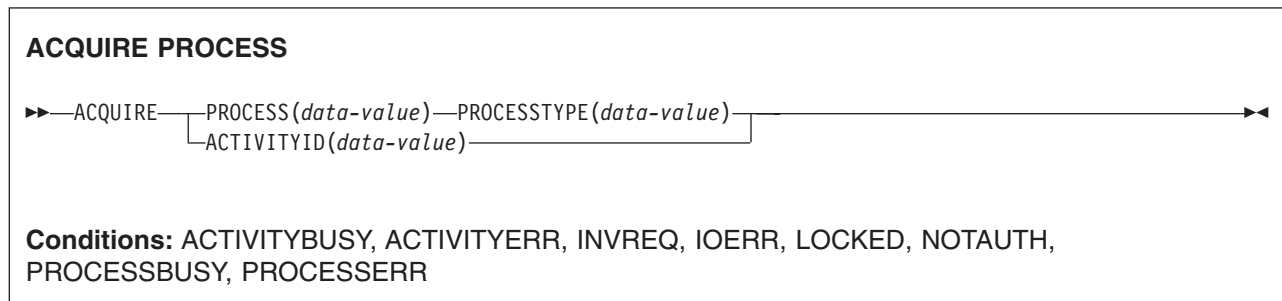 ACQUIRE PROCESS
ACQUIRE PROCESS(data-value) PROCESSTYPE(data-value)
ACTIVITYID(data-value)
Conditions: ACTIVITYBUSY, ACTIVITYERR, INVREQ, IOERR, LOCKED, NOTAUTH,
PROCESSBUSY, PROCESSERR